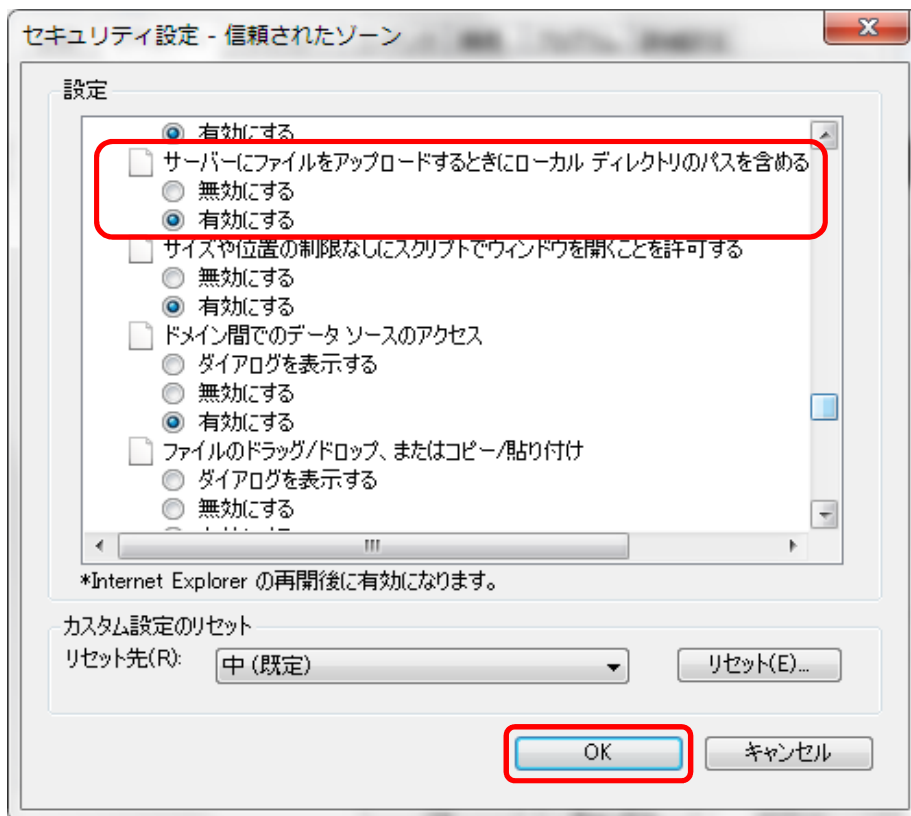 セキュリティ設定 - 信頼されたゾーン
設定
有効にする
サーバーにファイルをアップロードするときにローカル ディレクトリのパスを含める
無効にする
有効にする
サイズや位置の制限なしにスクリプトでウィンドウを開くことを許可する
無効にする
有効にする
ドメイン間でのデータ ソースのアクセス
ダイアログを表示する
無効にする
有効にする
ファイルのドラッグ/ドロップ、またはコピー/貼り付け
ダイアログを表示する
無効にする
*Internet Explorer の再開後に有効になります。
カスタム設定のリセット
リセット先(R): 中 (既定) リセット(E)...
OK キャンセル